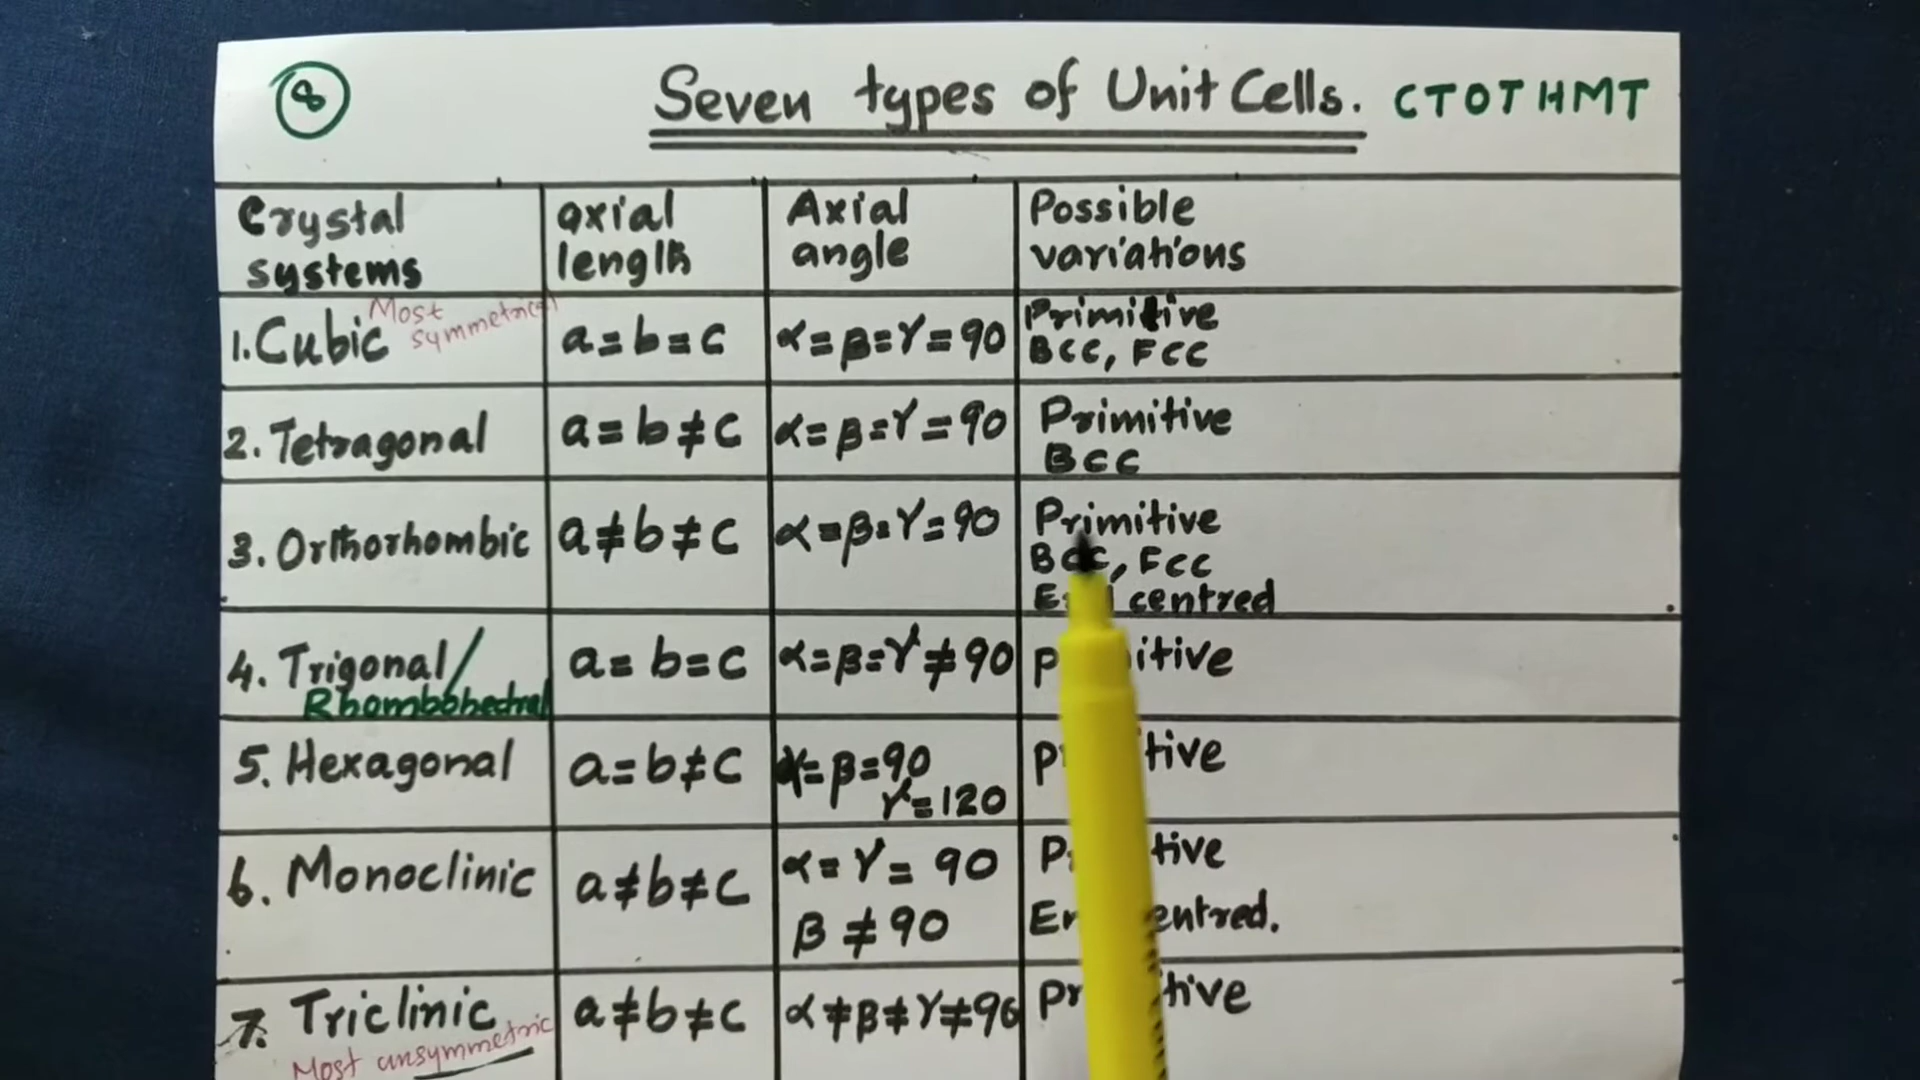 8
Seven types of Unit Cells. CTOTHMT
Crystal systems
axial length
Axial angle
Possible variations
1. Cubic
Most symmetrical
a = b = c
α = β = γ = 90
Primitive
BCC, FCC
2. Tetragonal
a = b ≠ c
α = β = γ = 90
Primitive
BCC
3. Orthorhombic
a ≠ b ≠ c
α = β = γ = 90
Primitive
BCC, FCC
centred
4. Trigonal/
Rhombohedral
a = b = c
α = β = γ ≠ 90
5. Hexagonal
a = b ≠ c
α = β = 90
γ = 120
6. Monoclinic
a ≠ b ≠ c
α = γ = 90
β ≠ 90
7. Triclinic
Most unsymmetric
a ≠ b ≠ c
α ≠ β ≠ γ ≠ 90